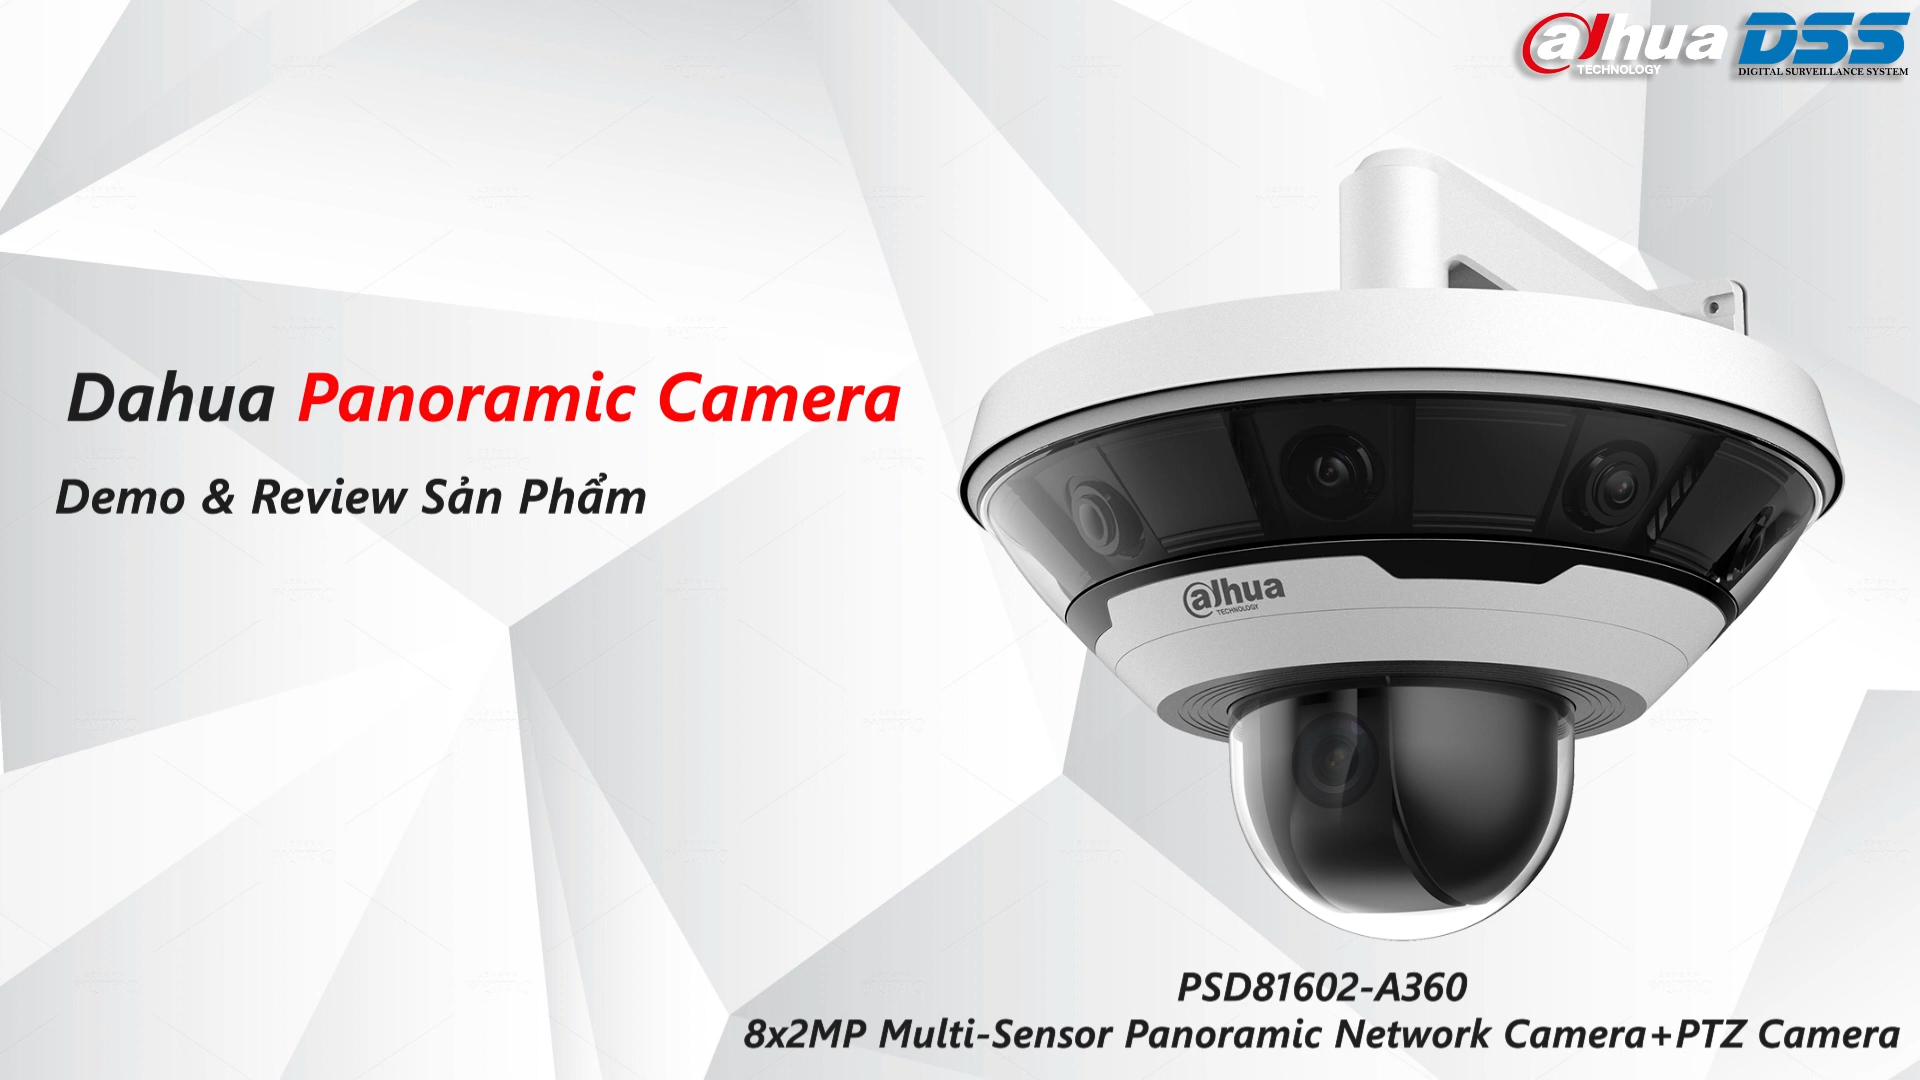 alhua DSS
TECHNOLOGY DIGITAL SURVEILLANCE SYSTEM
Dahua Panoramic Camera
Demo & Review Sản Phẩm
alhua
TECHNOLOGY
PSD81602-A360
8x2MP Multi-Sensor Panoramic Network Camera+PTZ Camera